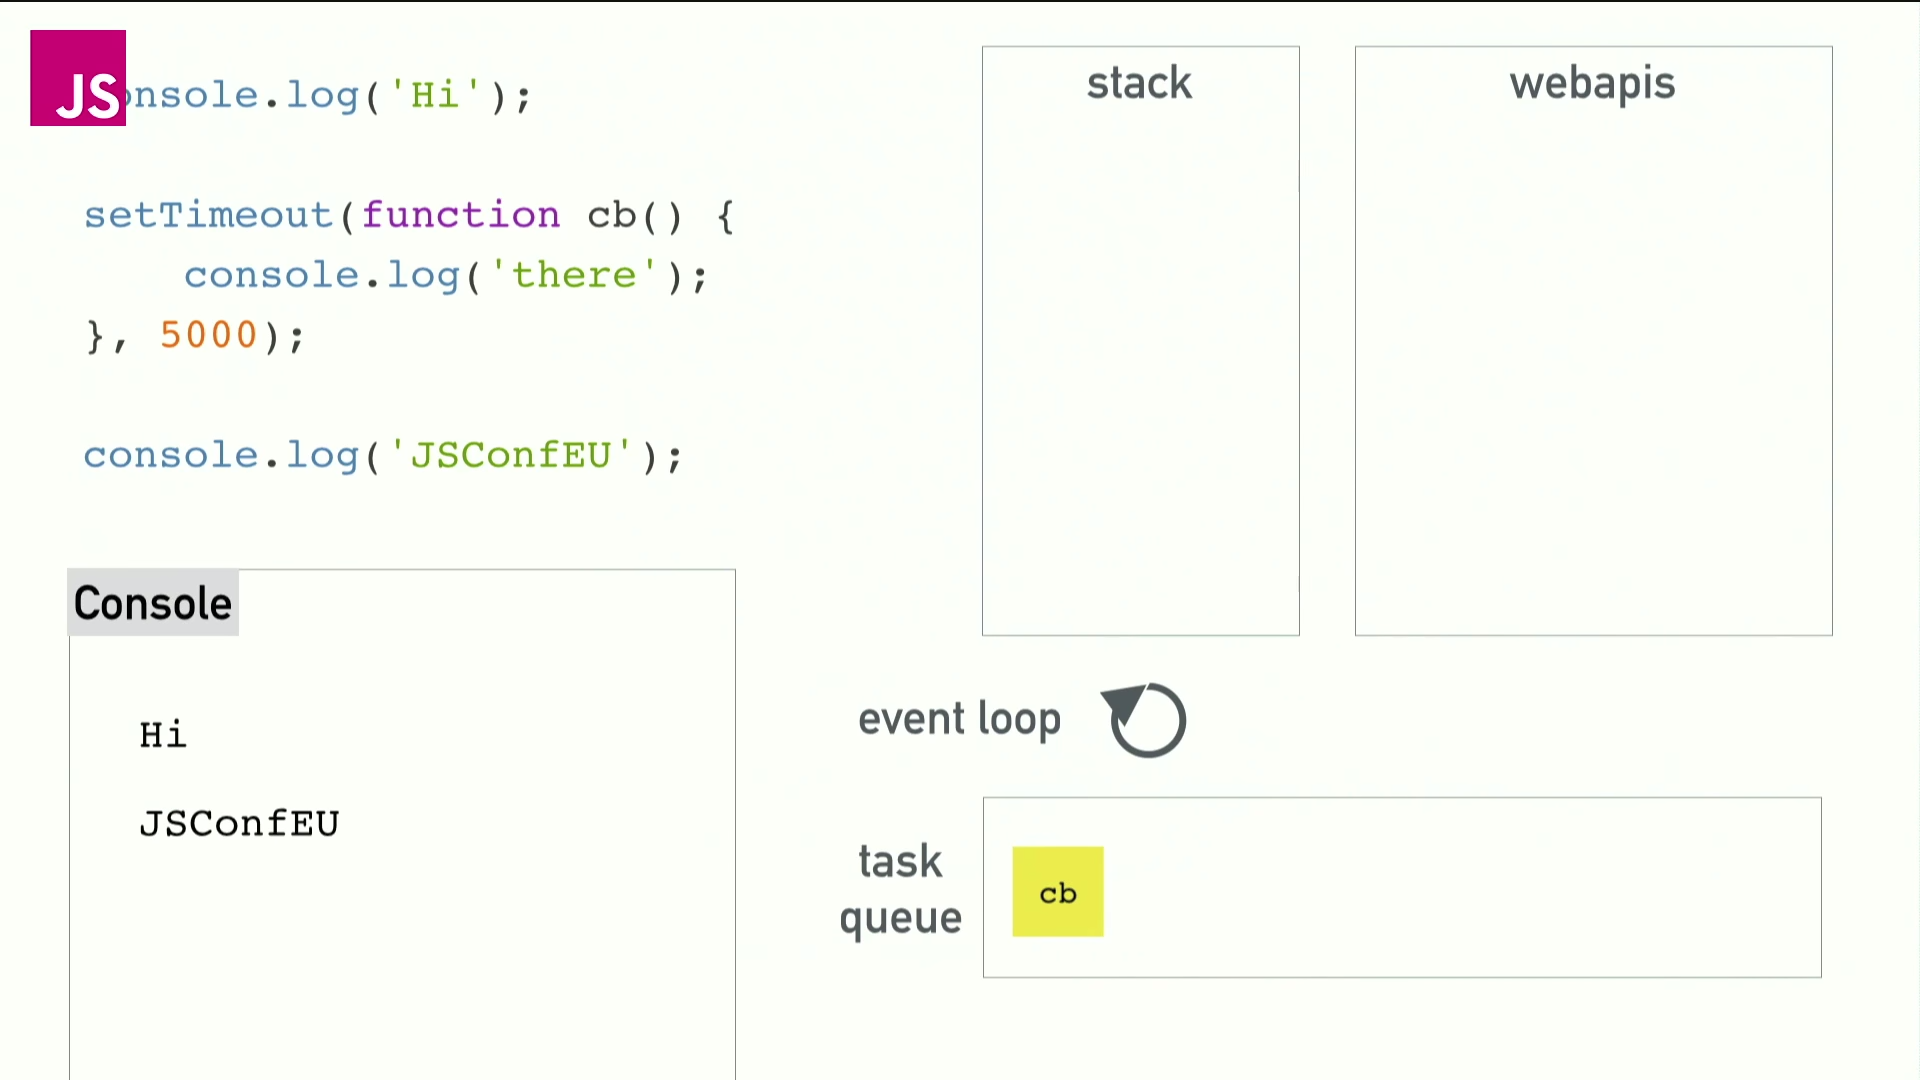 JS
onsole.log('Hi');
setTimeout(function cb() {
    console.log('there');
}, 5000);
console.log('JSConfEU');
Console
Hi
JSConfEU
stack
webapis
event loop
task
queue
cb